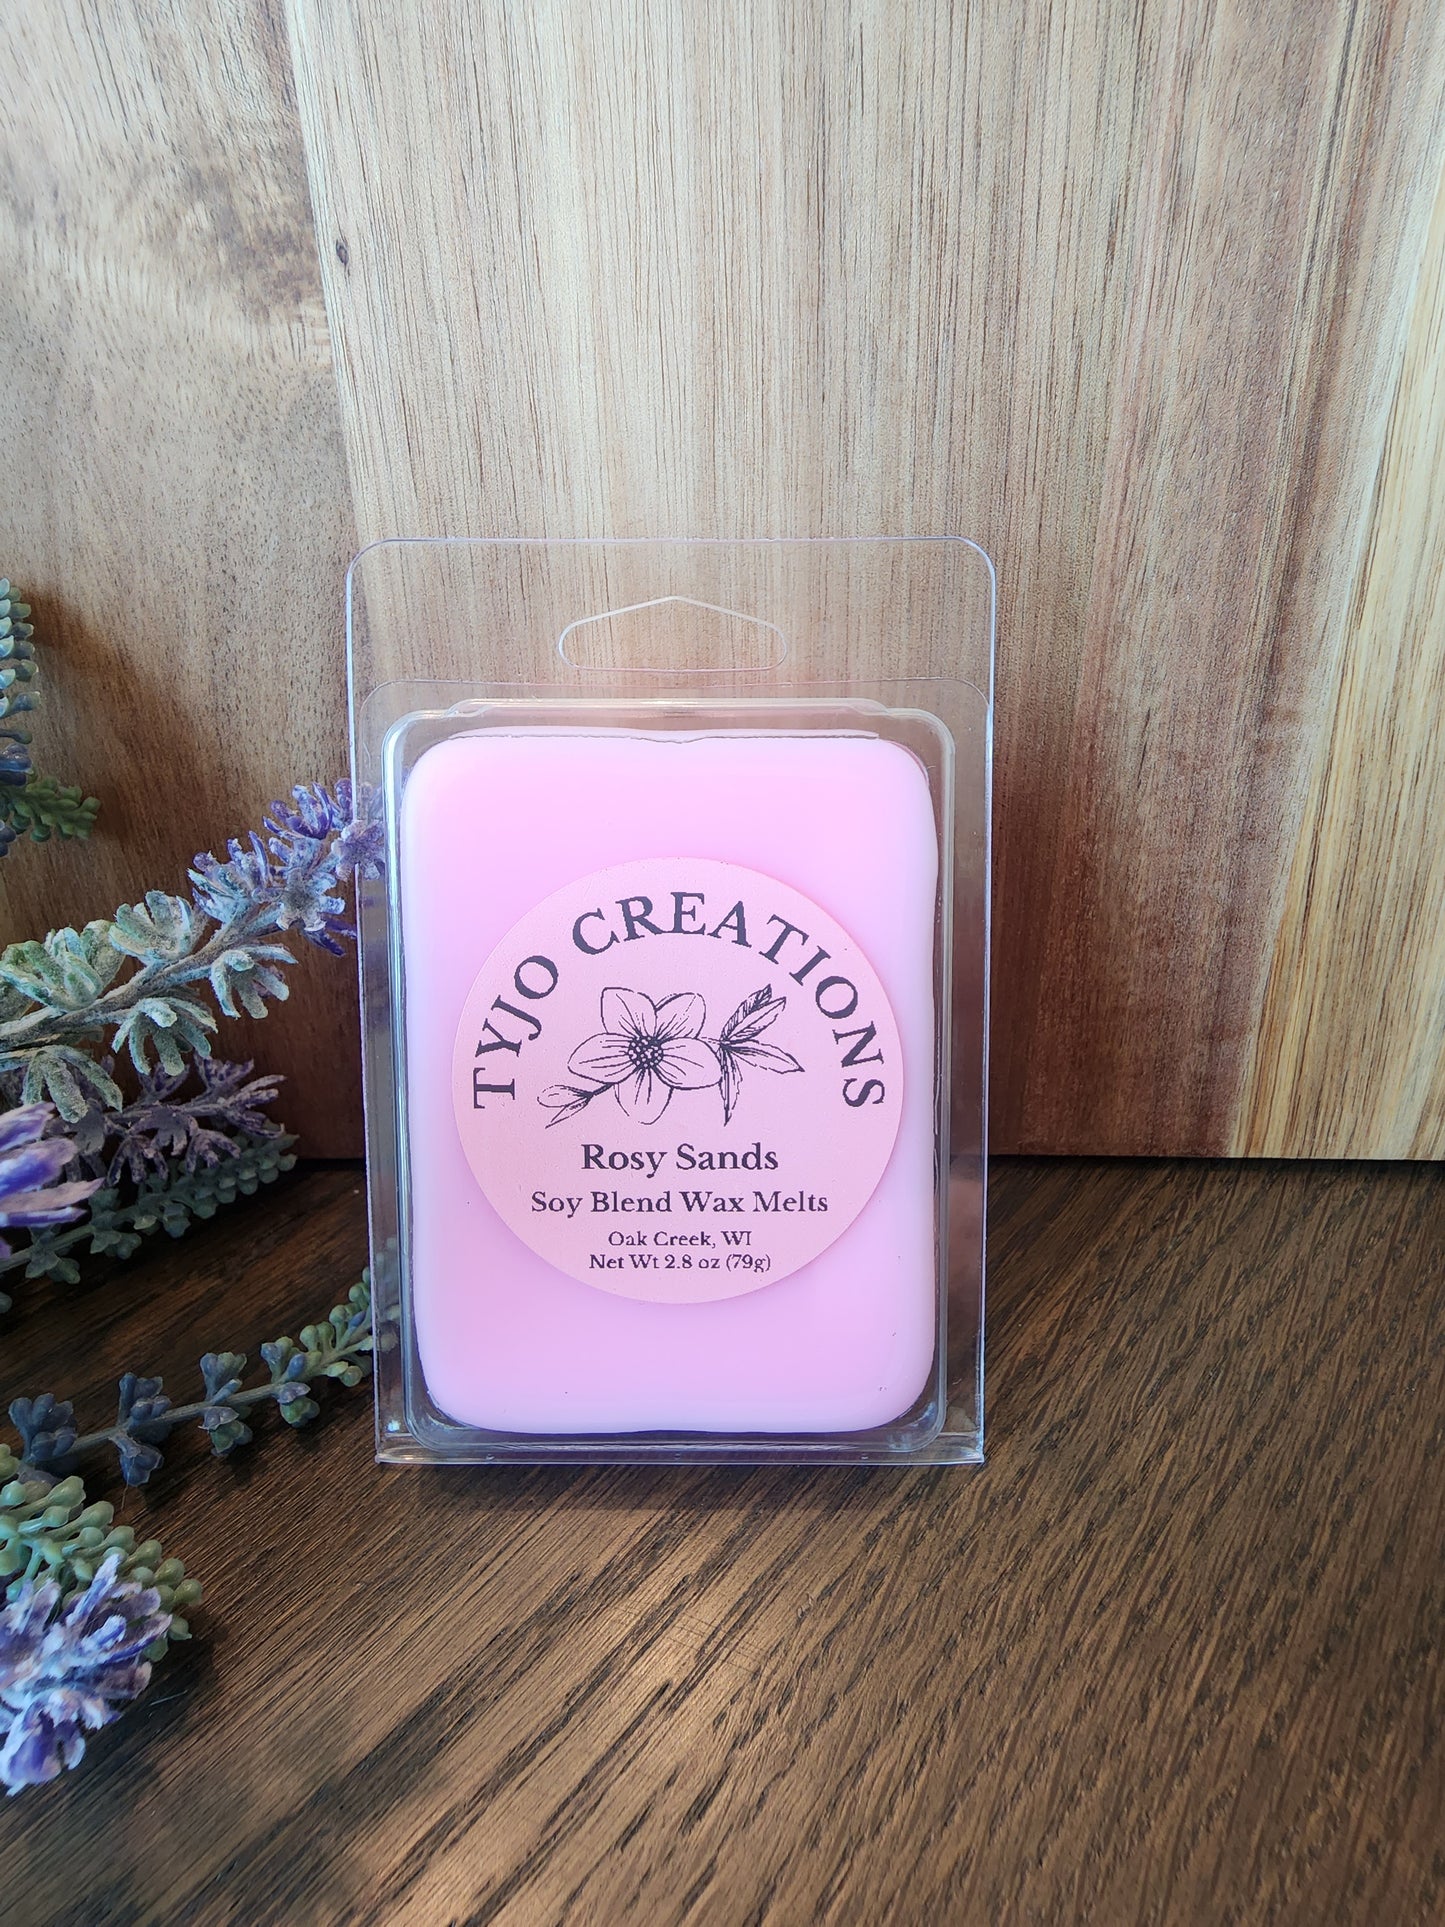 TYJO CREATIONS
Rosy Sands
Soy Blend Wax Melts
Oak Creek, WI
Net Wt 2.8 oz (79g)